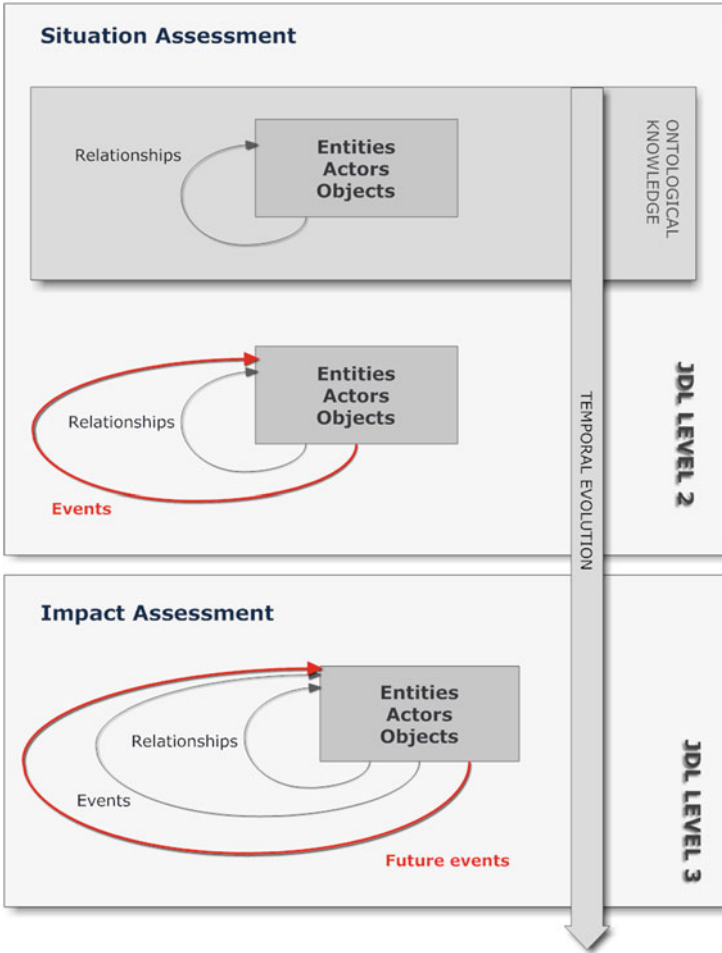 Situation Assessment
Relationships
Entities
Actors
Objects
ONTOLOGICAL
KNOWLEDGE
Entities
Actors
Objects
Relationships
Events
JDL LEVEL 2
TEMPORAL EVOLUTION
Impact Assessment
Entities
Actors
Objects
Relationships
Events
Future events
JDL LEVEL 3